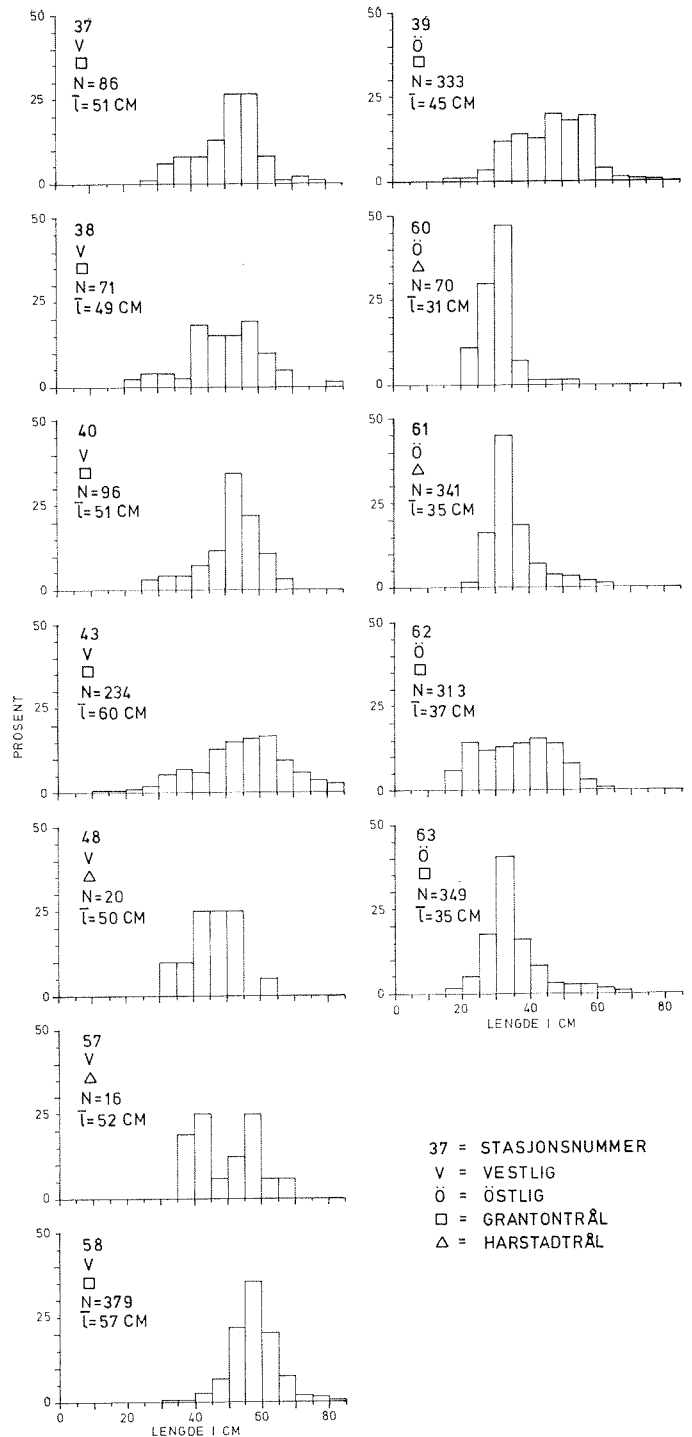 37
V
□
N=86
l̅=51 CM
50
25
0
38
V
□
N=71
l̅=49 CM
50
25
0
40
V
□
N=96
l̅=51 CM
50
25
0
43
V
□
N=234
l̅=60 CM
50
25
0
PROSENT
48
V
△
N=20
l̅=50 CM
50
25
0
57
V
△
N=16
l̅=52 CM
50
25
0
58
V
□
N=379
l̅=57 CM
50
25
0
0 20 40 60 80
LENGDE I CM
39
Ö
□
N=333
l̅=45 CM
25
0
60
Ö
△
N=70
l̅=31 CM
50
25
0
61
Ö
△
N=341
l̅=35 CM
50
25
0
62
Ö
□
N=313
l̅=37 CM
50
25
0
63
Ö
□
N=349
l̅=35 CM
50
25
0
0 20 40 60 80
LENGDE I CM
37 = STASJONSNUMMER
V = VESTLIG
Ö = ÖSTLIG
□ = GRANTONTRÅL
△ = HARSTADTRÅL